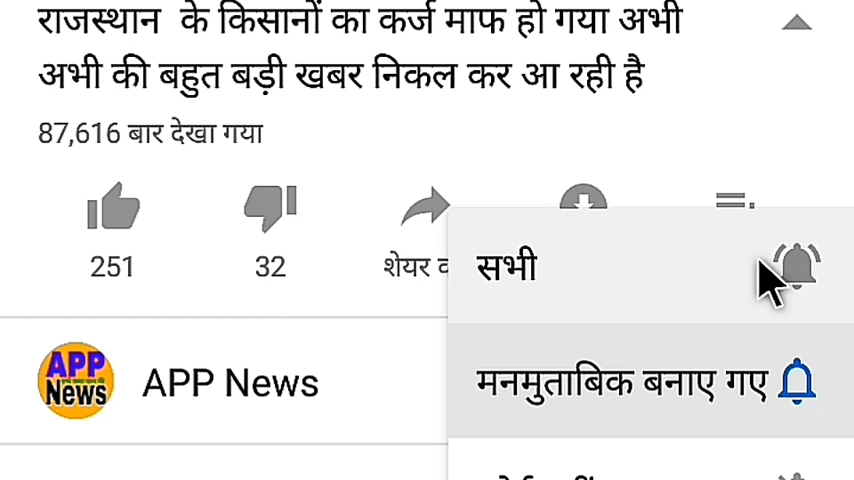 राजस्थान के किसानों का कर्ज माफ हो गया अभी
अभी की बहुत बड़ी खबर निकल कर आ रही है
87,616 बार देखा गया
251
32
शेयर
सभी
APP
News
APP News
मनमुताबिक बनाए गए